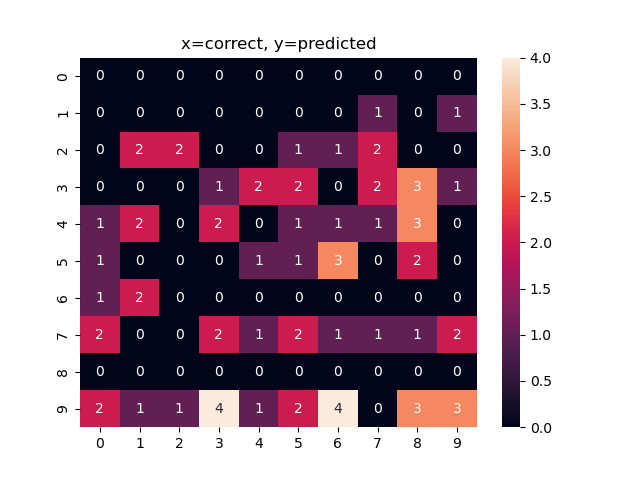 x=correct, y=predicted
0 0 0 0 0 0 0 0 0 0 0
1 0 0 0 0 0 0 0 1 0 1
2 0 2 2 0 0 1 1 2 0 0
3 0 0 0 1 2 2 0 2 3 1
4 1 2 0 2 0 1 1 1 3 0
5 1 0 0 0 1 1 3 0 2 0
6 1 2 0 0 0 0 0 0 0 0
7 2 0 0 2 1 2 1 1 1 2
8 0 0 0 0 0 0 0 0 0 0
9 2 1 1 4 1 2 4 0 3 3
0 1 2 3 4 5 6 7 8 9
4.0
3.5
3.0
2.5
2.0
1.5
1.0
0.5
0.0